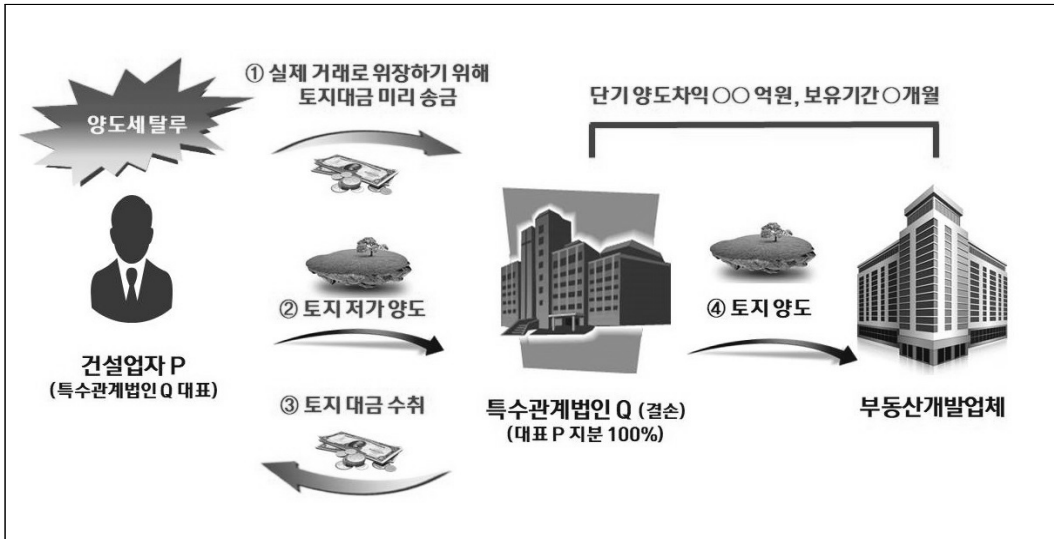 ① 실제 거래로 위장하기 위해
토지대금 미리 송금
단기 양도차익 ○○ 억원, 보유기간 ○개월
양도세 탈루
② 토지 저가 양도
④ 토지 양도
건설업자 P
(특수관계법인 Q 대표)
③ 토지 대금 수취
특수관계법인 Q (결손)
(대표 P 지분 100%)
부동산개발업체